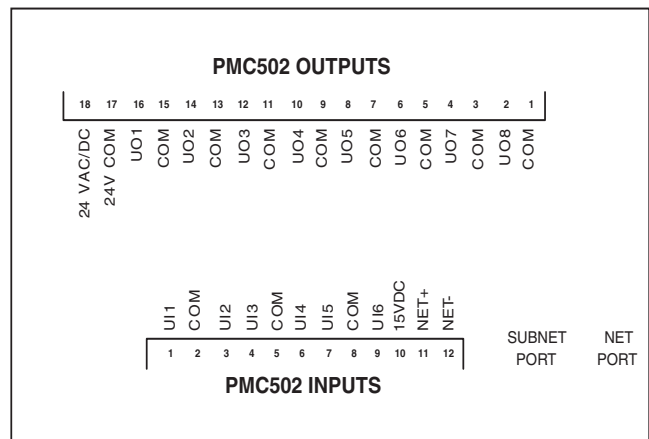 PMC502 OUTPUTS
18 17 16 15 14 13 12 11 10 9 8 7 6 5 4 3 2 1
24 VAC/DC 24V COM UO1 COM UO2 COM UO3 COM UO4 COM UO5 COM UO6 COM UO7 COM UO8 COM
UI1 COM UI2 UI3 COM UI4 UI5 COM UI6 15VDC NET+ NET-
1 2 3 4 5 6 7 8 9 10 11 12
PMC502 INPUTS
SUBNET
PORT
NET
PORT